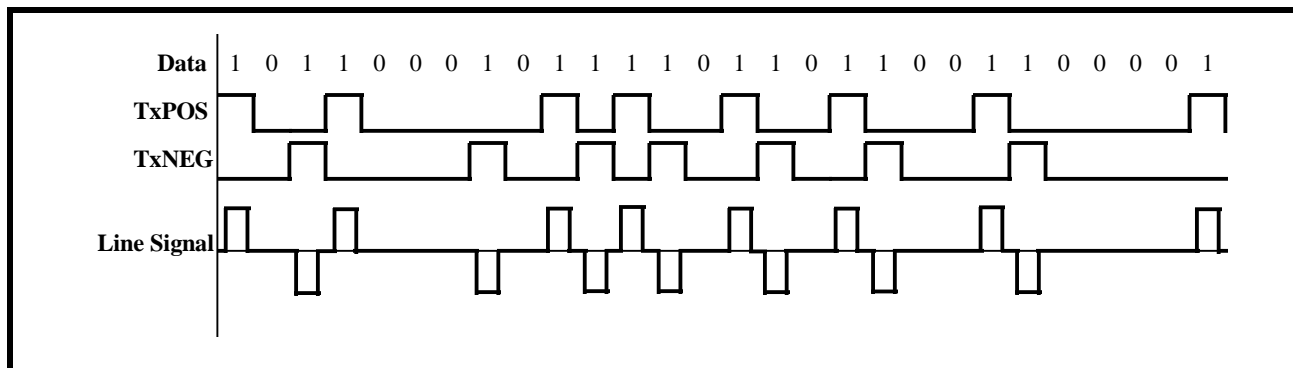 Data 1 0 1 1 0 0 0 1 0 1 1 1 1 0 1 1 0 1 1 0 0 1 1 0 0 0 0 1
TxPOS
TxNEG
Line Signal